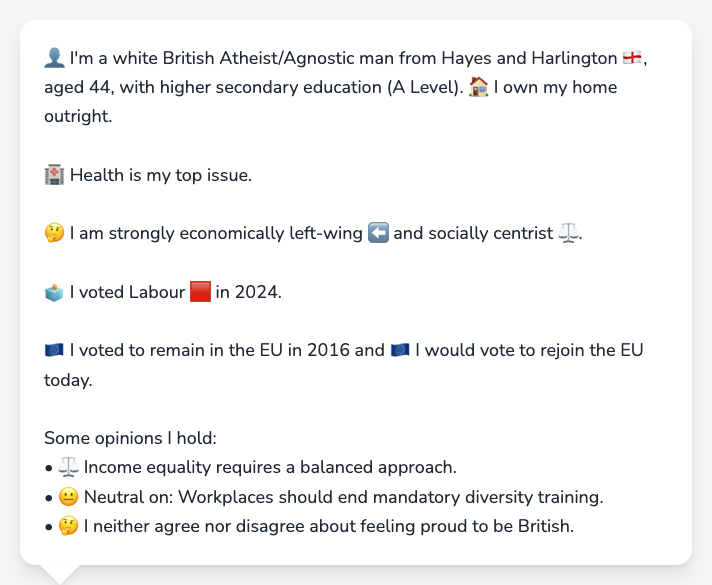 👤 I'm a white British Atheist/Agnostic man from Hayes and Harlington 🏴󠁧󠁢󠁥󠁮󠁧󠁿,
aged 44, with higher secondary education (A Level). 🏠 I own my home
outright.
🏥 Health is my top issue.
🤔 I am strongly economically left-wing ⬅️ and socially centrist ⚖️.
🗳️ I voted Labour 🟥 in 2024.
🇪🇺 I voted to remain in the EU in 2016 and 🇪🇺 I would vote to rejoin the EU
today.
Some opinions I hold:
• ⚖️ Income equality requires a balanced approach.
• 😐 Neutral on: Workplaces should end mandatory diversity training.
• 🤔 I neither agree nor disagree about feeling proud to be British.